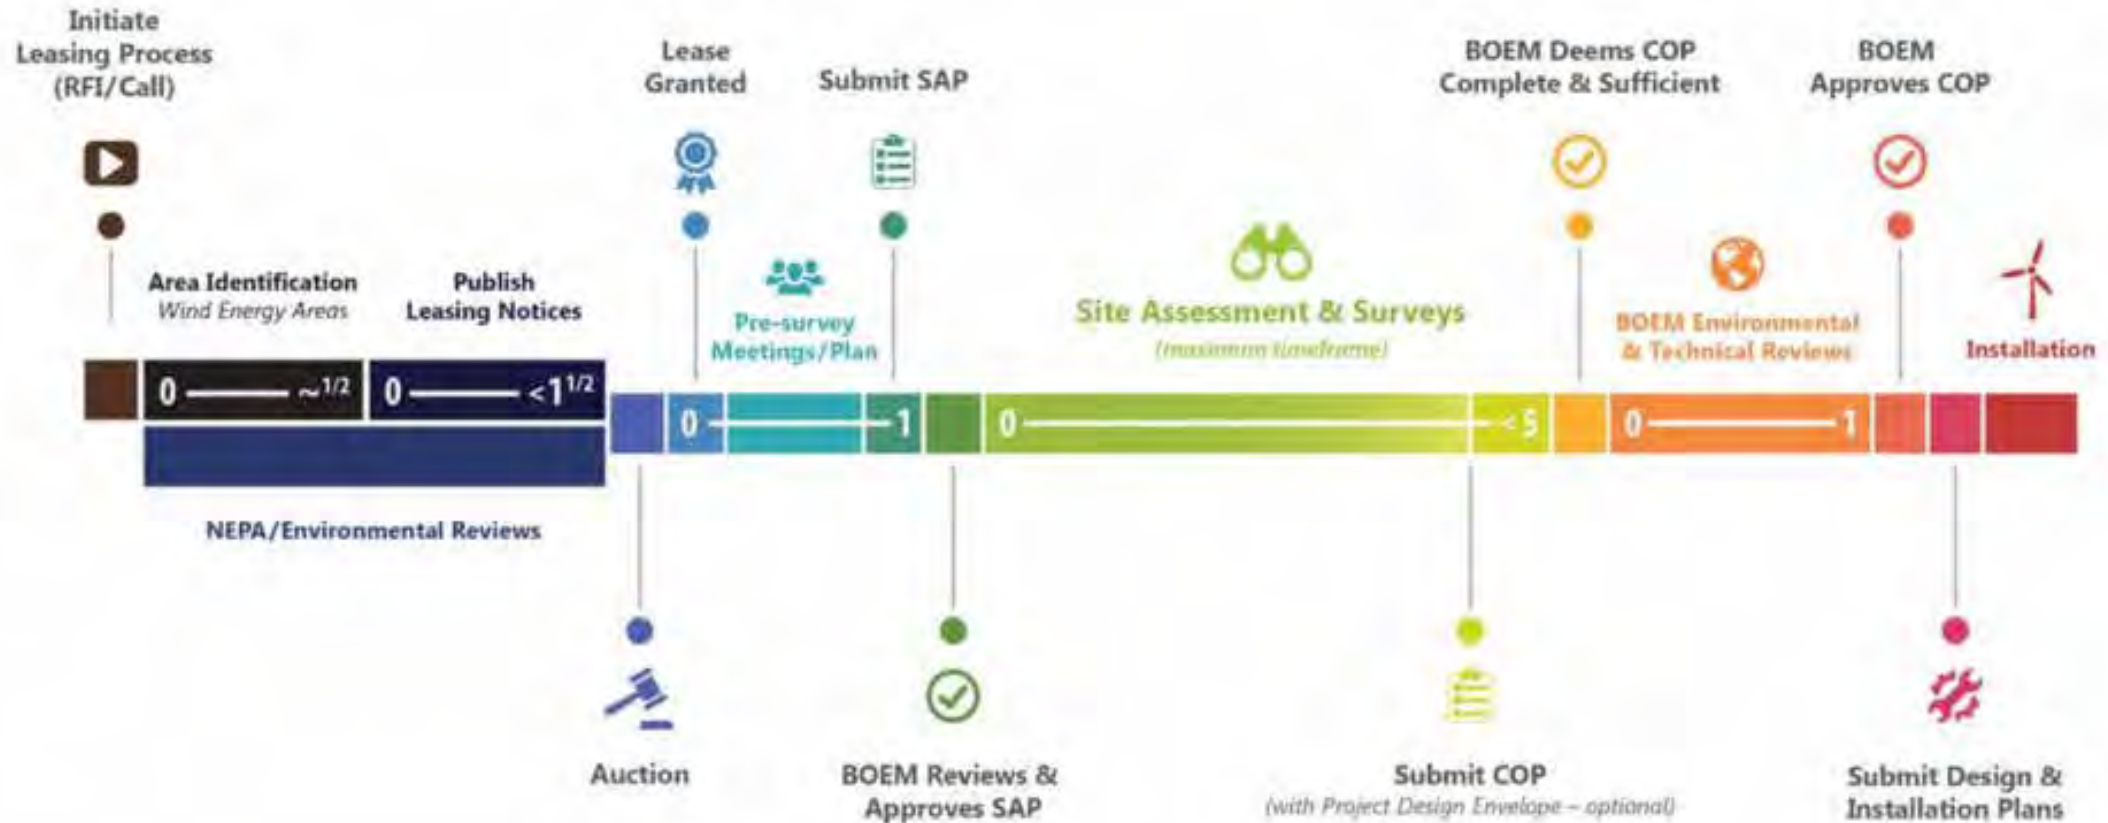 Initiate
Leasing Process
(RFI/Call)
Lease
Granted
Submit SAP
BOEM Deems COP
Complete & Sufficient
BOEM
Approves COP
Area Identification
Wind Energy Areas
Publish
Leasing Notices
Pre-survey
Meetings/Plan
Site Assessment & Surveys
(maximum timeframe)
BOEM Environmental
& Technical Reviews
Installation
0 ~1/2
0 <1 1/2
0 1
0 <5
0 1
NEPA/Environmental Reviews
Auction
BOEM Reviews &
Approves SAP
Submit COP
(with Project Design Envelope – optional)
Submit Design &
Installation Plans